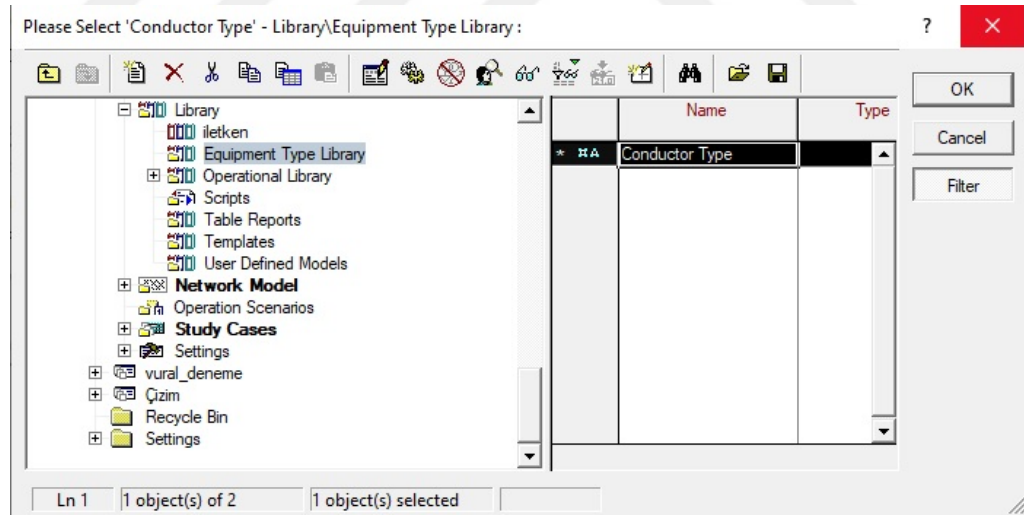 Please Select 'Conductor Type' - Library\Equipment Type Library :
?
OK
Cancel
Filter
Library
iletken
Equipment Type Library
Operational Library
Scripts
Table Reports
Templates
User Defined Models
Network Model
Operation Scenarios
Study Cases
Settings
vural_deneme
Çizim
Recycle Bin
Settings
Name Type
Conductor Type
Ln 1 1 object(s) of 2 1 object(s) selected